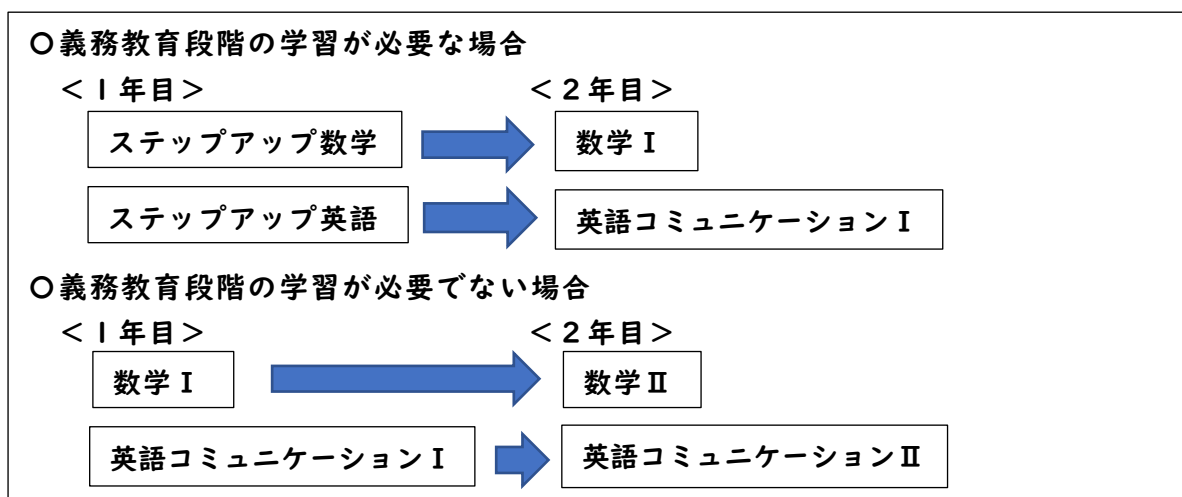 〇義務教育段階の学習が必要な場合
＜１年目＞ ＜２年目＞
ステップアップ数学 数学Ⅰ
ステップアップ英語 英語コミュニケーションⅠ
〇義務教育段階の学習が必要でない場合
＜１年目＞ ＜２年目＞
数学Ⅰ 数学Ⅱ
英語コミュニケーションⅠ 英語コミュニケーションⅡ